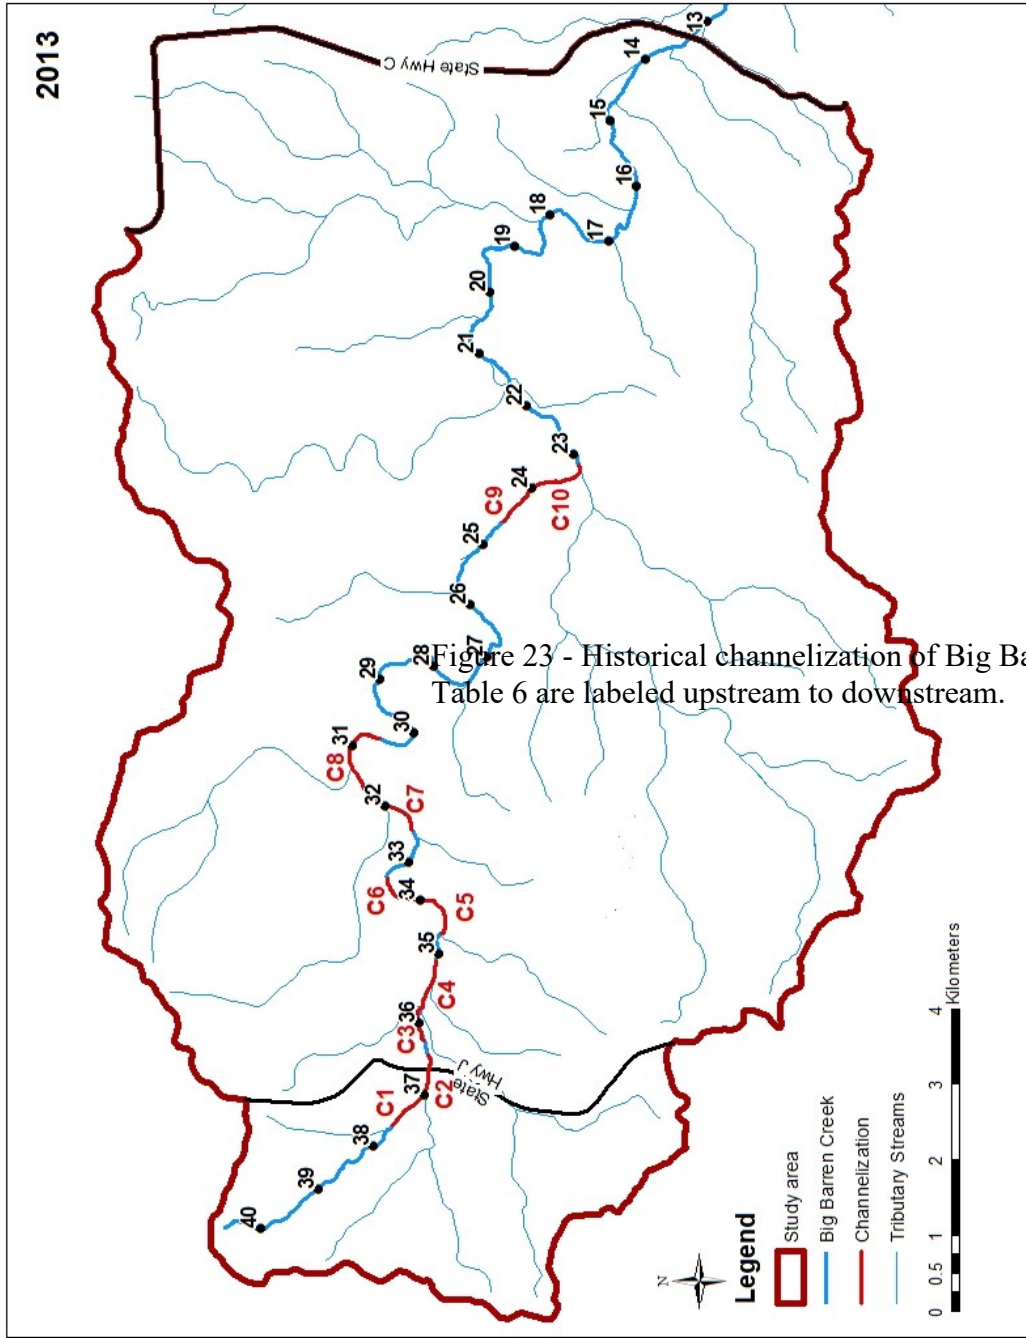 2013
State Hwy C
13
14
15
16
17
18
19
20
21
22
23
24
C9
C10
25
26
27
28
29
30
31
C8
32
C7
33
C6
34
C5
35
C4
36
C3
37
C2
C1
State
Hwy J
38
39
40
Figure 23 - Historical channelization of Big Ba
Table 6 are labeled upstream to downstream.
N
Legend
Study area
Big Barren Creek
Channelization
Tributary Streams
0 0.5 1 2 3 4
Kilometers